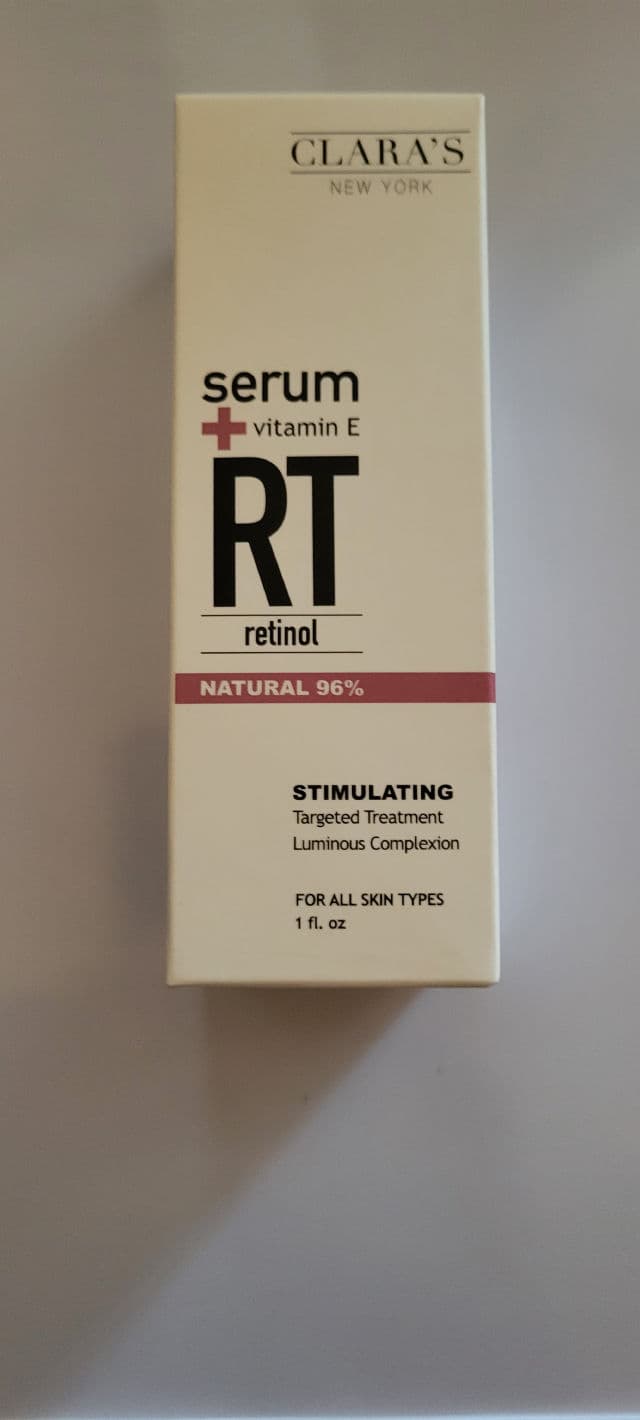 CLARA'S
NEW YORK
serum
+ vitamin E
RT
retinol
NATURAL 96%
STIMULATING
Targeted Treatment
Luminous Complexion
FOR ALL SKIN TYPES
1 fl. oz